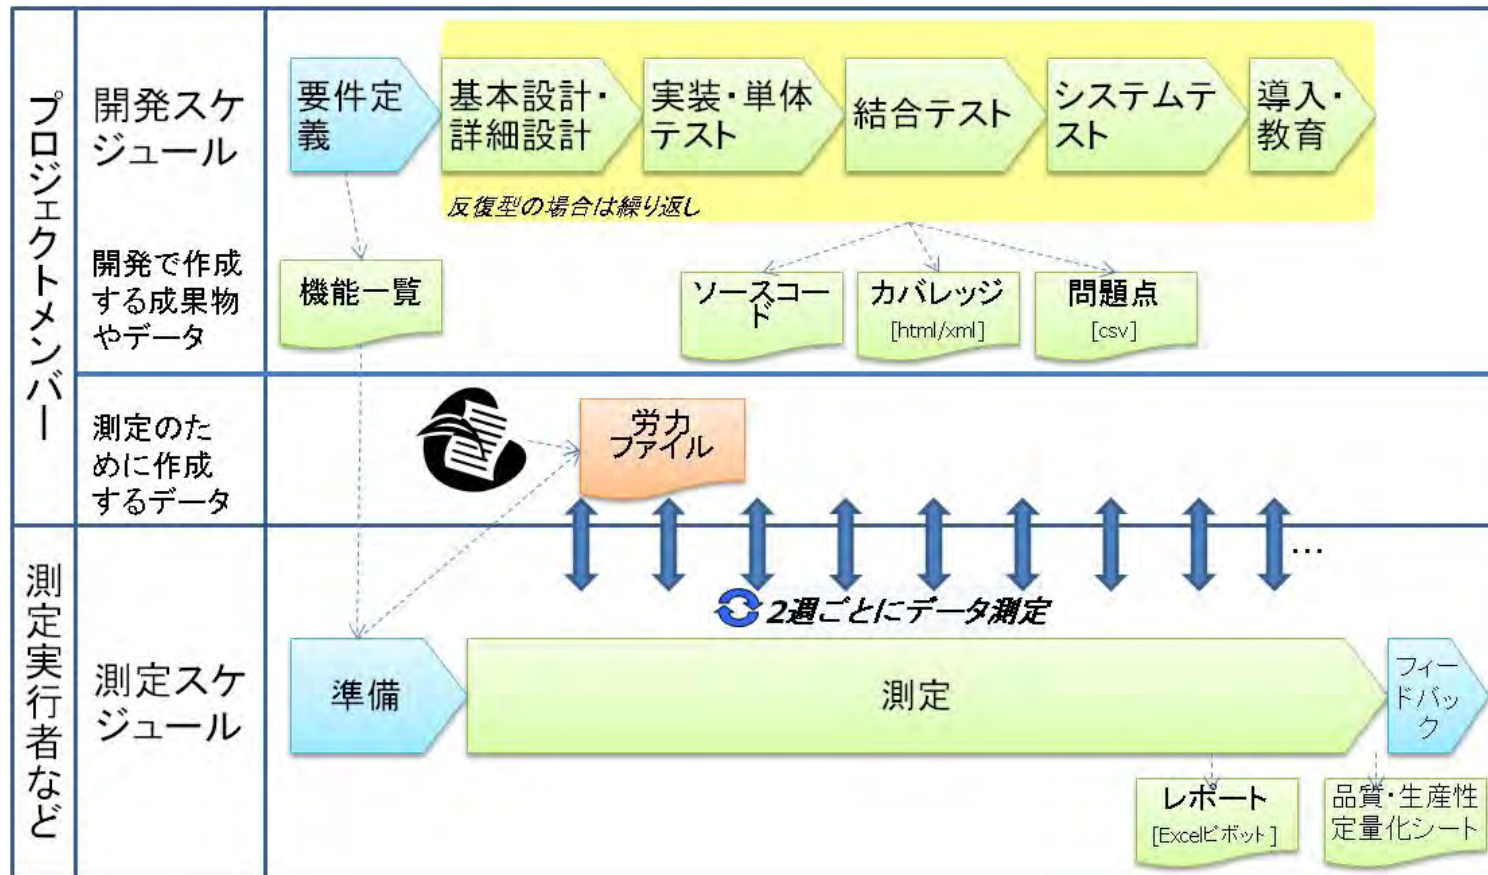 プロジェクトメンバー
開発スケ
ジュール
要件定
義
基本設計・
詳細設計
実装・単体
テスト
結合テスト
システムテ
スト
導入・
教育
反復型の場合は繰り返し
開発で作成
する成果物
やデータ
機能一覧
ソースコー
ド
カバレッジ
[html/xml]
問題点
[csv]
測定のた
めに作成
するデータ
労力
ファイル
...
2週ごとにデータ測定
測定実行者など
測定スケ
ジュール
準備
測定
フィー
ドバッ
ク
レポート
[Excelピボット]
品質・生産性
定量化シート